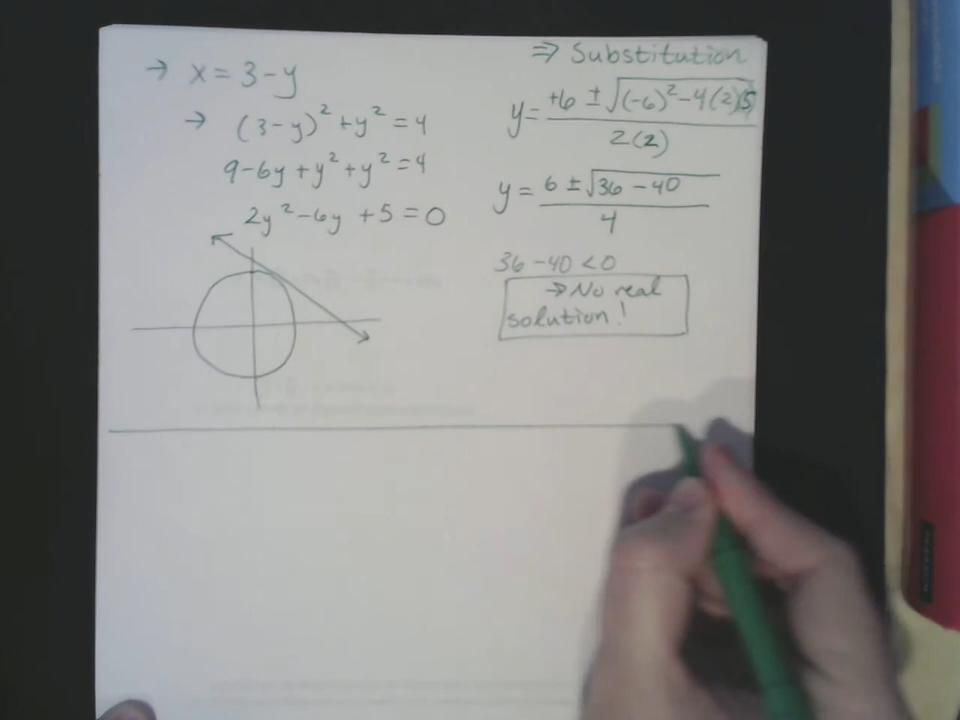 → x = 3 - y
→ (3 - y)² + y² = 4
9 - 6y + y² + y² = 4
2y² - 6y + 5 = 0
⇒ Substitution
y = +6 ± √(-6)² - 4(2)(5) / 2(2)
y = 6 ± √36 - 40 / 4
36 - 40 < 0
→ No real
solution!